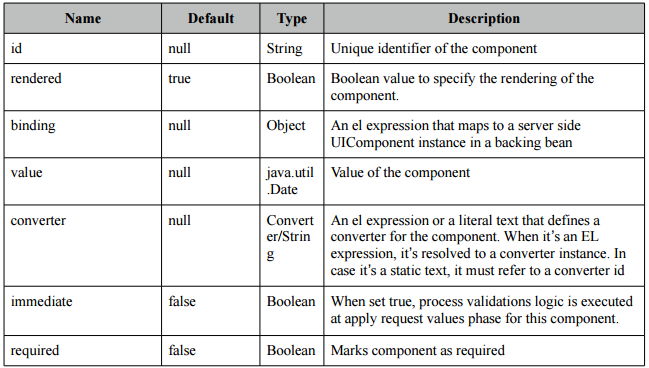 Name Default Type Description
id null String Unique identifier of the component
rendered true Boolean Boolean value to specify the rendering of the
component.
binding null Object An el expression that maps to a server side
UIComponent instance in a backing bean
value null java.util Value of the component
.Date
converter null Convert An el expression or a literal text that defines a
er/Strin converter for the component. When it's an EL
g expression, it's resolved to a converter instance. In
case it's a static text, it must refer to a converter id
immediate false Boolean When set true, process validations logic is executed
at apply request values phase for this component.
required false Boolean Marks component as required